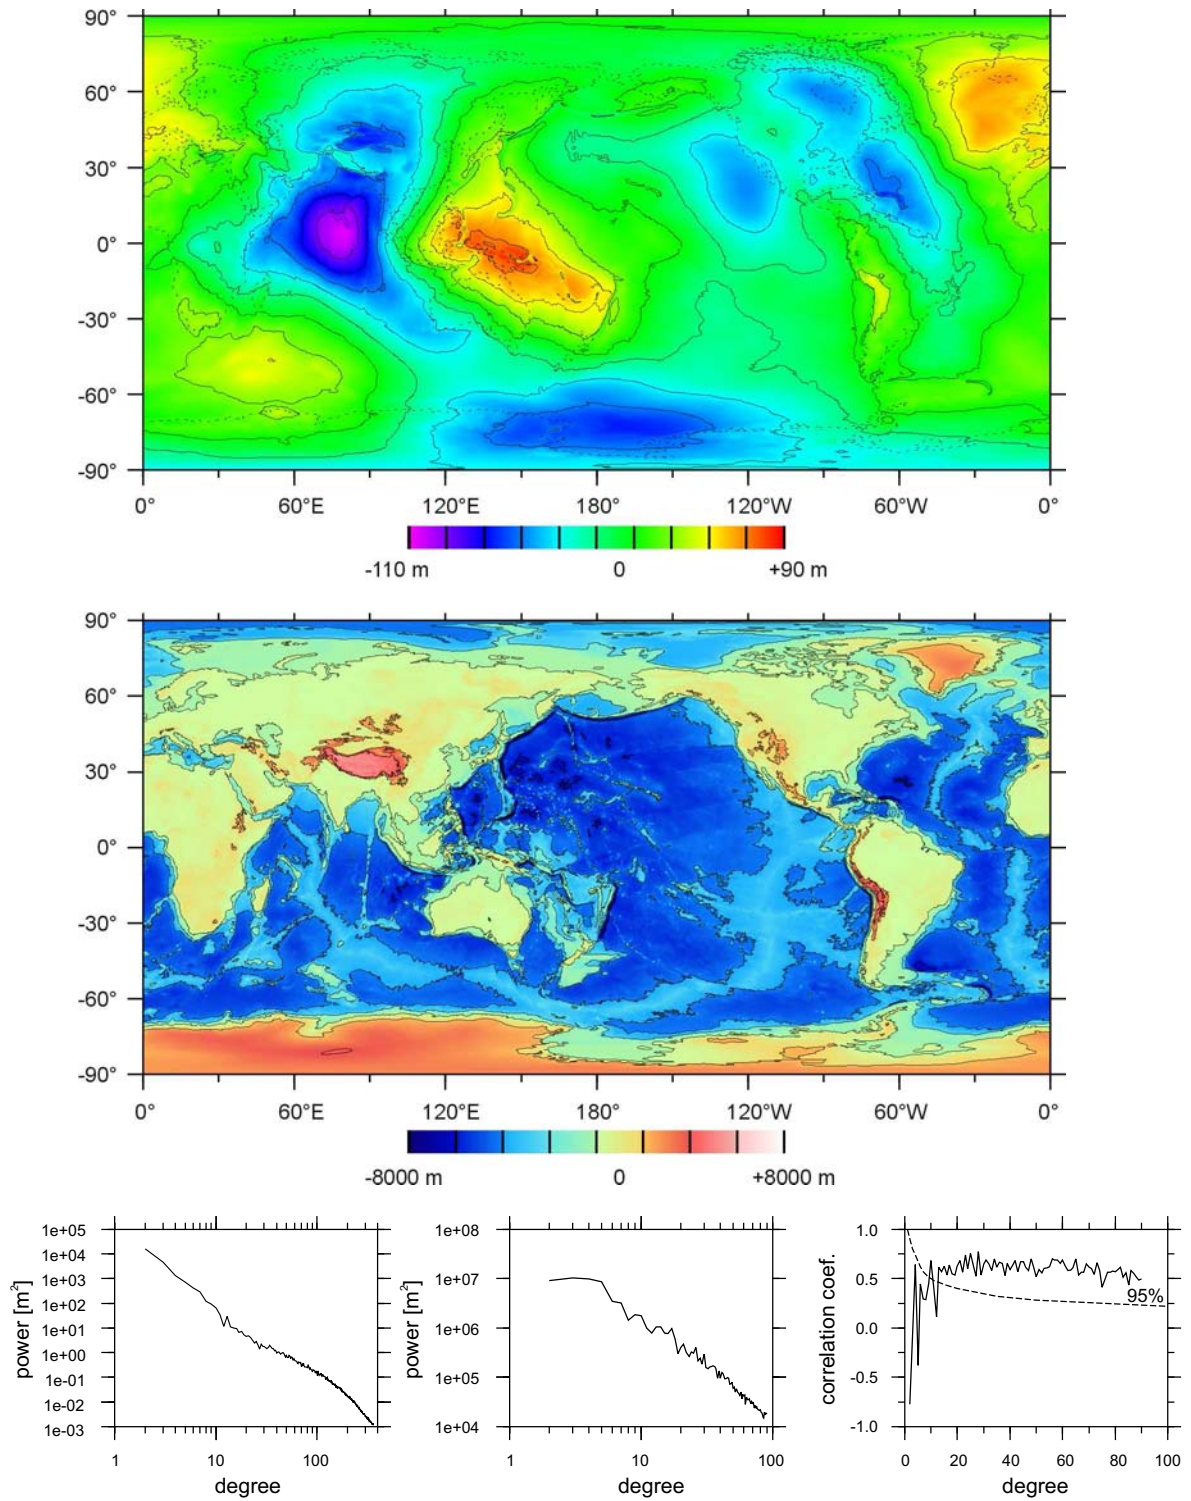 90°
60°
30°
0°
-30°
-60°
-90°
0° 60°E 120°E 180° 120°W 60°W 0°
-110 m 0 +90 m
90°
60°
30°
0°
-30°
-60°
-90°
0° 60°E 120°E 180° 120°W 60°W 0°
-8000 m 0 +8000 m
power [m²]
1e+05
1e+04
1e+03
1e+02
1e+01
1e+00
1e-01
1e-02
1e-03
1 10 100
degree
power [m²]
1e+08
1e+07
1e+06
1e+05
1e+04
1 10 100
degree
correlation coef.
1.0
0.5
0.0
-0.5
-1.0
95%
0 20 40 60 80 100
degree